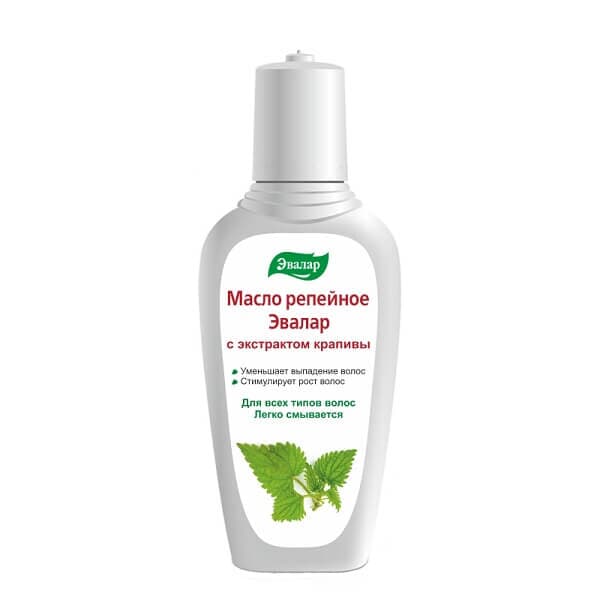 Эвалар
Масло репейное
Эвалар
с экстрактом крапивы
Уменьшает выпадение волос
Стимулирует рост волос
Для всех типов волос
Легко смывается